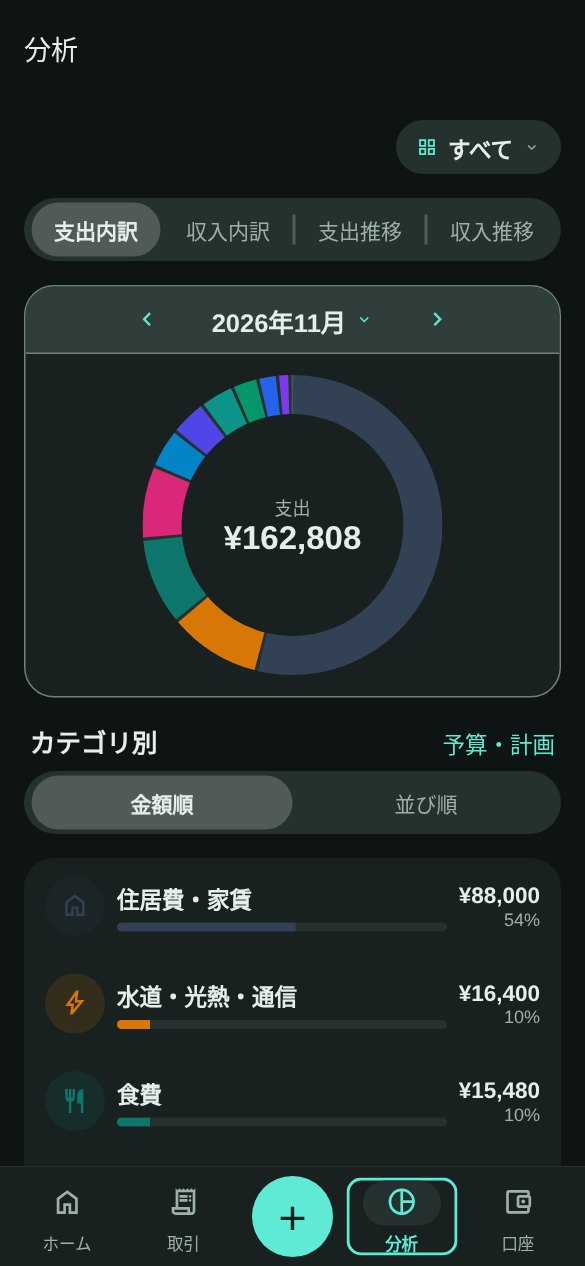 分析
すべて
支出内訳 収入内訳 支出推移 収入推移
2026年11月
支出
¥162,808
カテゴリ別 予算・計画
金額順 並び順
住居費・家賃 ¥88,000
54%
水道・光熱・通信 ¥16,400
10%
食費 ¥15,480
10%
ホーム 取引 分析 口座